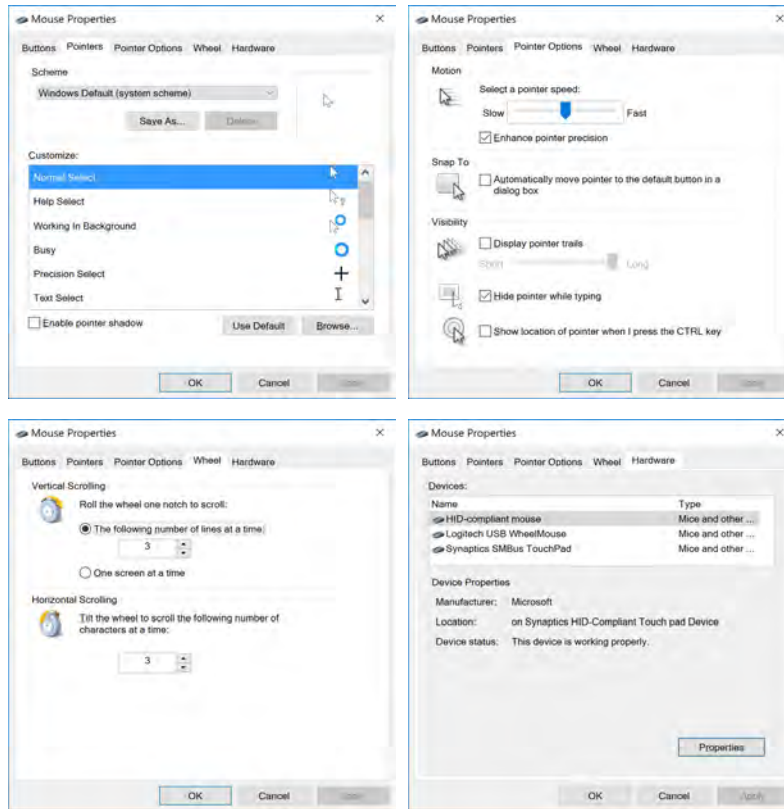 Mouse Properties
Buttons Pointers Pointer Options Wheel Hardware
Scheme
Windows Default (system scheme)
Save As... Delete
Customize:
Normal Select
Help Select
Working In Background
Busy
Precision Select
Text Select
Enable pointer shadow
Use Default Browse...
OK Cancel Apply
Mouse Properties
Buttons Pointers Pointer Options Wheel Hardware
Motion
Select a pointer speed:
Slow Fast
Enhance pointer precision
Snap To
Automatically move pointer to the default button in a
dialog box
Visibility
Display pointer trails
Short Long
Hide pointer while typing
Show location of pointer when I press the CTRL key
OK Cancel Apply
Mouse Properties
Buttons Pointers Pointer Options Wheel Hardware
Vertical Scrolling
Roll the wheel one notch to scroll:
The following number of lines at a time:
3
One screen at a time
Horizontal Scrolling
Tilt the wheel to scroll the following number of
characters at a time:
3
OK Cancel Apply
Mouse Properties
Buttons Pointers Pointer Options Wheel Hardware
Devices:
Name Type
HID-compliant mouse Mice and other ...
Logitech USB WheelMouse Mice and other ...
Synaptics SMBus TouchPad Mice and other ...
Device Properties
Manufacturer: Microsoft
Location: on Synaptics HID-Compliant Touch pad Device
Device status: This device is working properly.
Properties
OK Cancel Apply